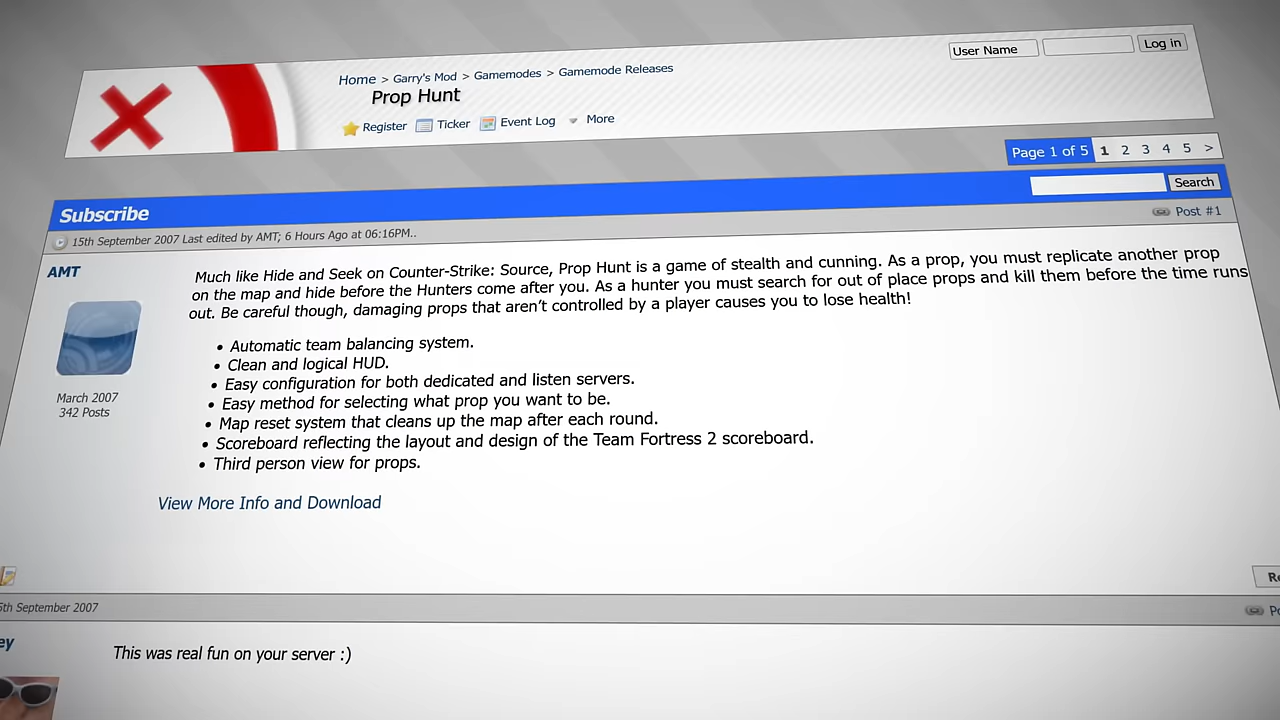 User Name
Log in
Home > Garry's Mod > Gamemodes > Gamemode Releases
Prop Hunt
Register Ticker Event Log More
Page 1 of 5 1 2 3 4 5 >
Subscribe
Search
15th September 2007 Last edited by AMT; 6 Hours Ago at 06:16PM..
Post #1
AMT
Much like Hide and Seek on Counter-Strike: Source, Prop Hunt is a game of stealth and cunning. As a prop, you must replicate another prop
on the map and hide before the Hunters come after you. As a hunter you must search for out of place props and kill them before the time runs
out. Be careful though, damaging props that aren't controlled by a player causes you to lose health!
• Automatic team balancing system.
• Clean and logical HUD.
• Easy configuration for both dedicated and listen servers.
• Easy method for selecting what prop you want to be.
• Map reset system that cleans up the map after each round.
• Scoreboard reflecting the layout and design of the Team Fortress 2 scoreboard.
• Third person view for props.
March 2007
342 Posts
View More Info and Download
Re
5th September 2007
Po
ey
This was real fun on your server :)